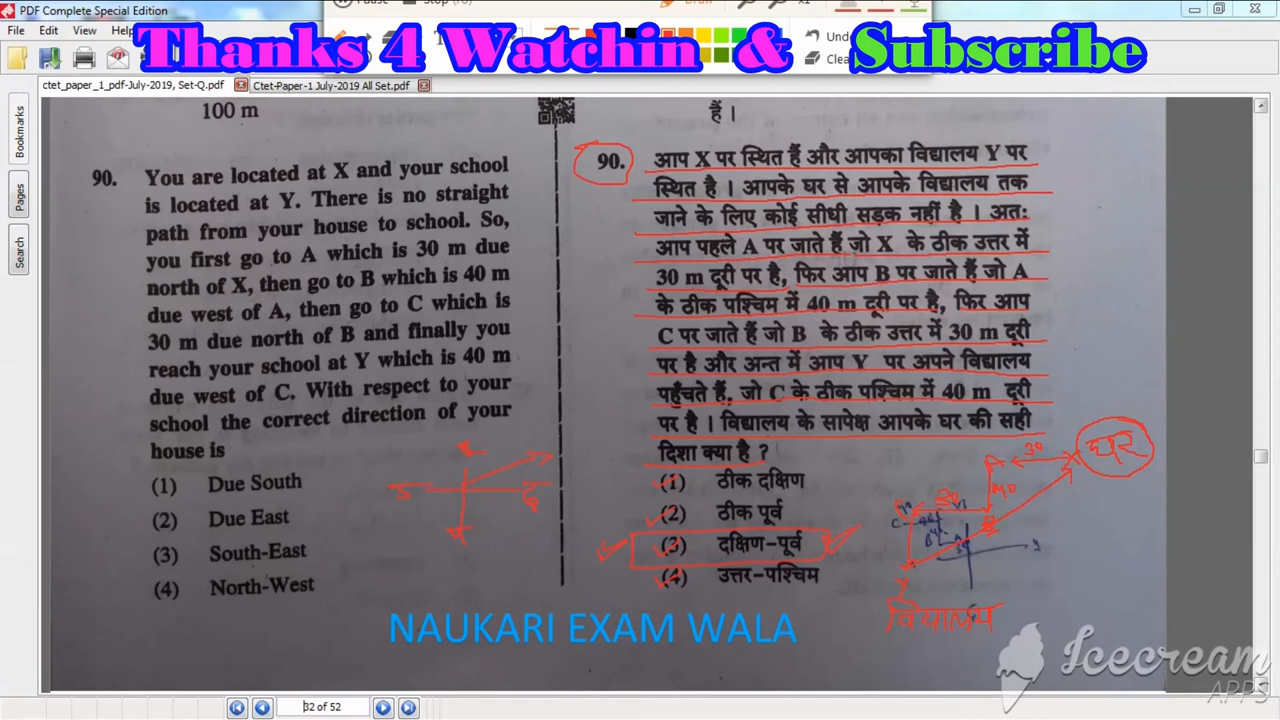 PDF Complete Special Edition
File Edit View Help
Thanks 4 Watchin & Subscribe
ctet_paper_1_pdf-July-2019, Set-Q.pdf
Ctet-Paper-1 July-2019 All Set.pdf
Bookmarks
Pages
Search
100 m
90. You are located at X and your school
is located at Y. There is no straight
path from your house to school. So,
you first go to A which is 30 m due
north of X, then go to B which is 40 m
due west of A, then go to C which is
30 m due north of B and finally you
reach your school at Y which is 40 m
due west of C. With respect to your
school the correct direction of your
house is
(1) Due South
(2) Due East
(3) South-East
(4) North-West
हैं ।
90. आप X पर स्थित हैं और आपका विद्यालय Y पर
स्थित है । आपके घर से आपके विद्यालय तक
जाने के लिए कोई सीधी सड़क नहीं है । अतः
आप पहले A पर जाते हैं जो X के ठीक उत्तर में
30 m दूरी पर है, फिर आप B पर जाते हैं जो A
के ठीक पश्चिम में 40 m दूरी पर है, फिर आप
C पर जाते हैं जो B के ठीक उत्तर में 30 m दूरी
पर है और अन्त में आप Y पर अपने विद्यालय
पहुँचते हैं, जो C के ठीक पश्चिम में 40 m दूरी
पर है । विद्यालय के सापेक्ष आपके घर की सही
दिशा क्या है ?
(1) ठीक दक्षिण
(2) ठीक पूर्व
(3) दक्षिण-पूर्व
(4) उत्तर-पश्चिम
घर
30
A
40
B
Y
विद्यालय
NAUKARI EXAM WALA
Icecream
APPS
32 of 52